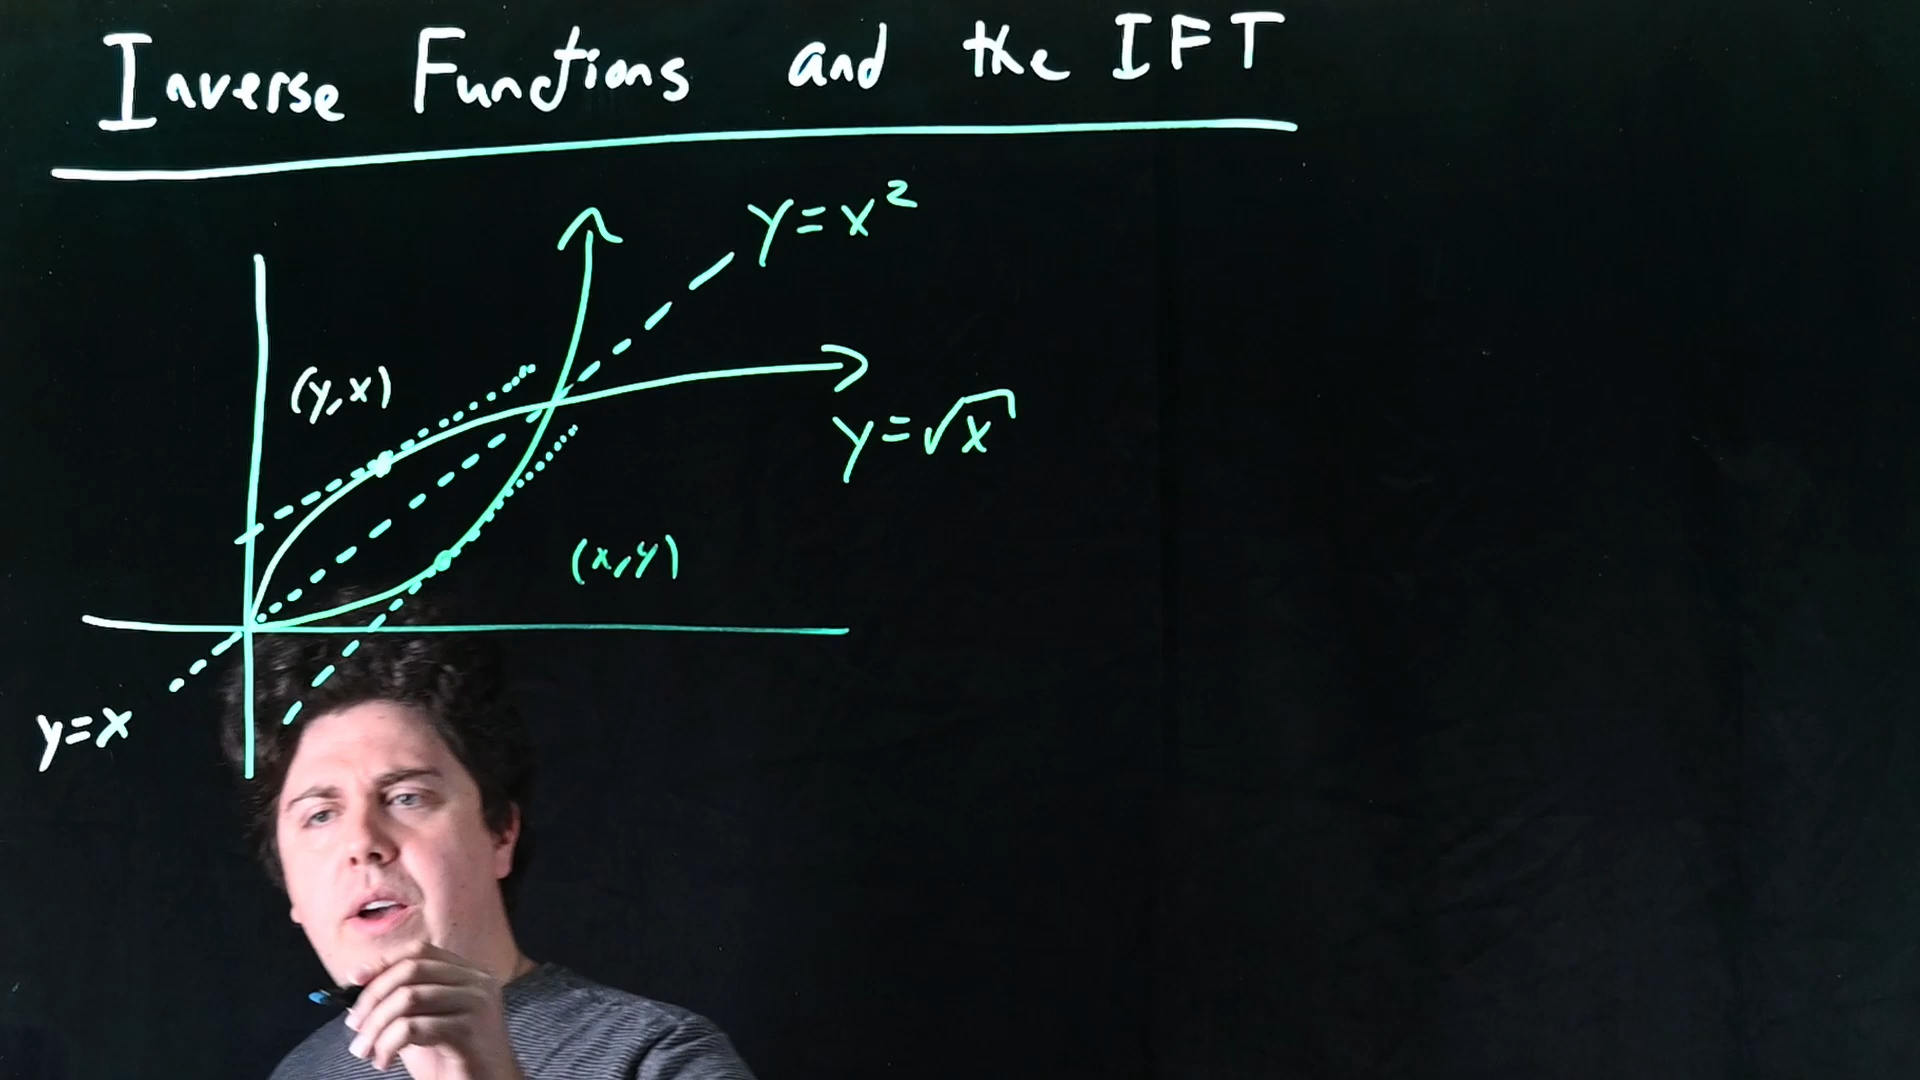 Inverse Functions and the IFT
y=x²
(y,x)
y=√x
(x,y)
y=x